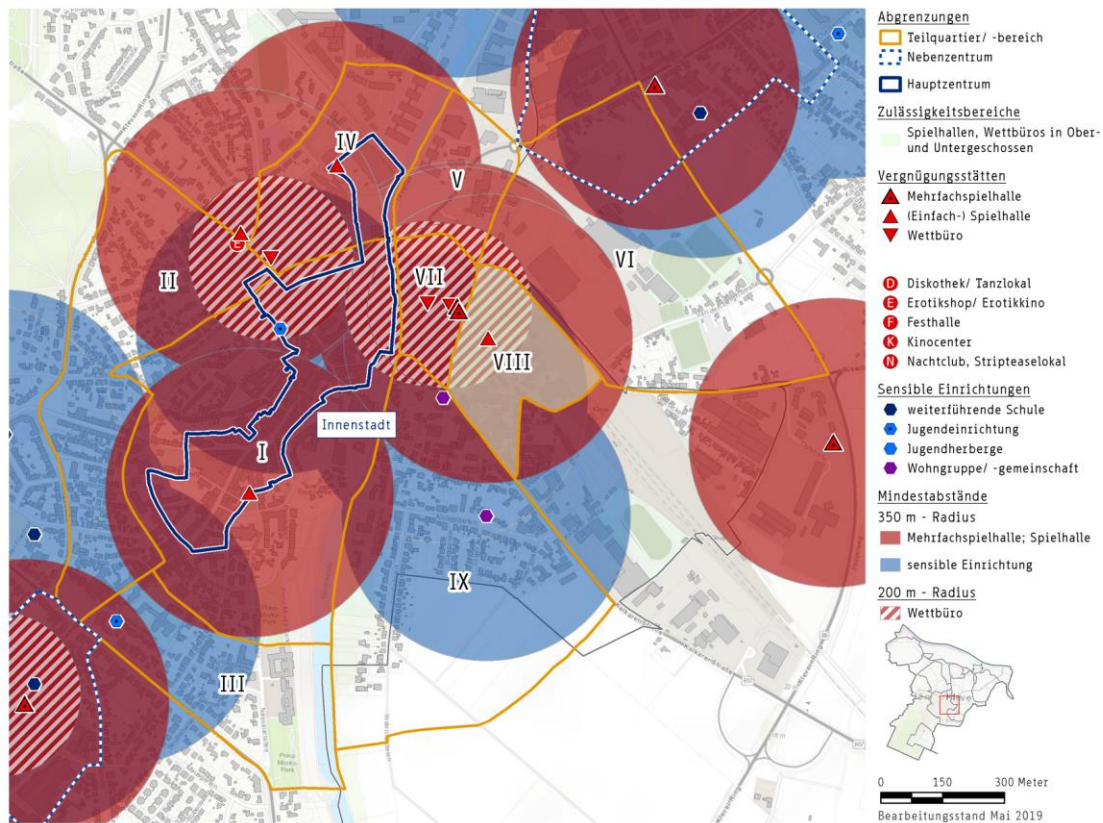 IV
V
VI
II
VII
VIII
Innenstadt
I
IX
III
Abgrenzungen
Teilquartier/ -bereich
Nebenzentrum
Hauptzentrum
Zulässigkeitsbereiche
Spielhallen, Wettbüros in Ober-
und Untergeschossen
Vergnügungsstätten
Mehrfachspielhalle
(Einfach-) Spielhalle
Wettbüro
D Diskothek/ Tanzlokal
E Erotikshop/ Erotikkino
F Festhalle
K Kinocenter
N Nachtclub, Stripteaselokal
Sensible Einrichtungen
weiterführende Schule
Jugendeinrichtung
Jugendherberge
Wohngruppe/ -gemeinschaft
Mindestabstände
350 m - Radius
Mehrfachspielhalle; Spielhalle
sensible Einrichtung
200 m - Radius
Wettbüro
0 150 300 Meter
Bearbeitungsstand Mai 2019